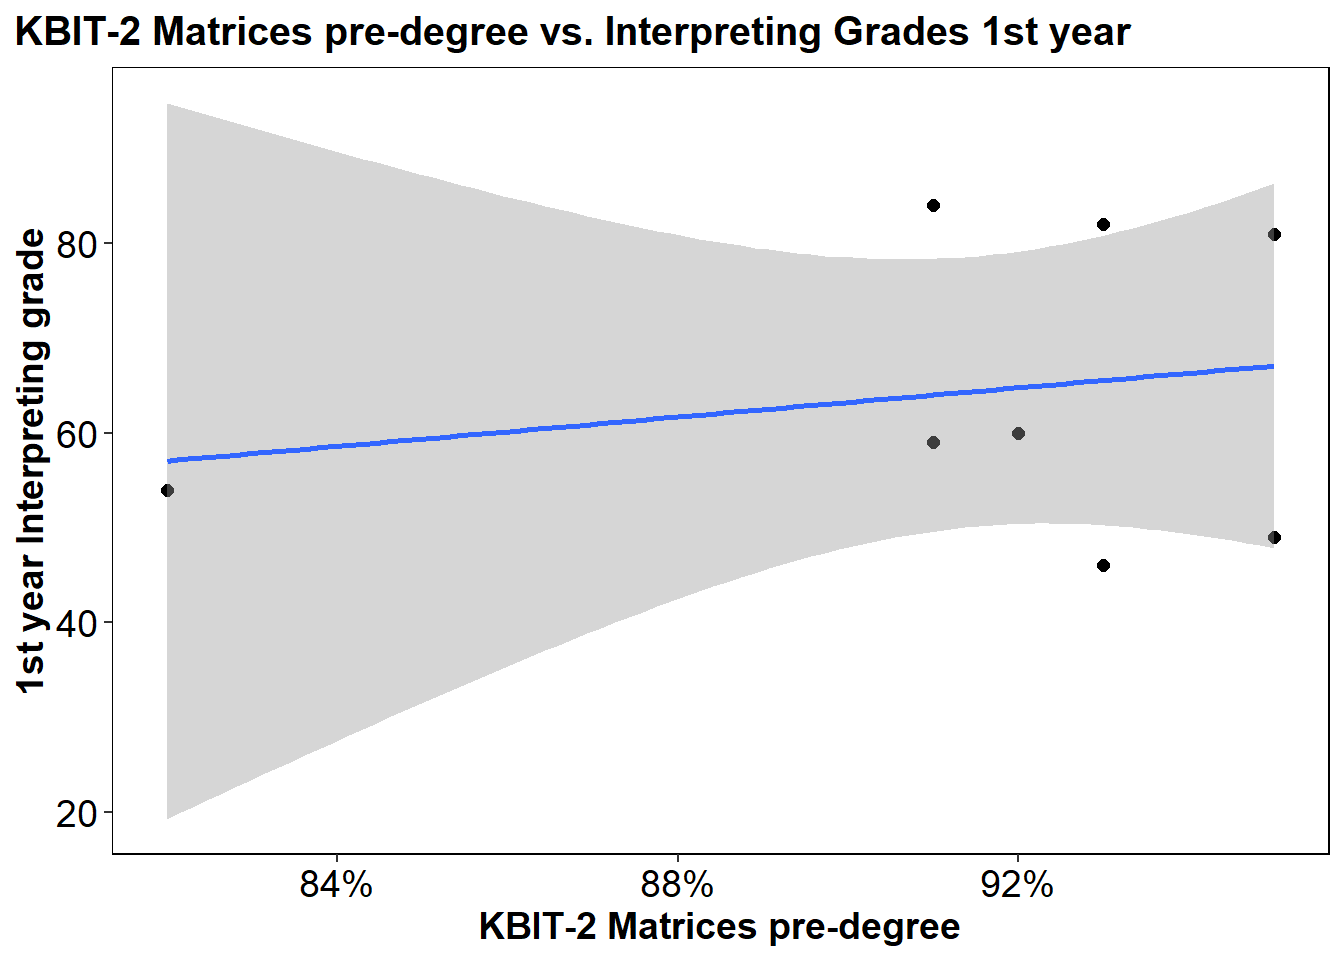 KBIT-2 Matrices pre-degree vs. Interpreting Grades 1st year
1st year Interpreting grade
80
60
40
20
84%
88%
92%
KBIT-2 Matrices pre-degree